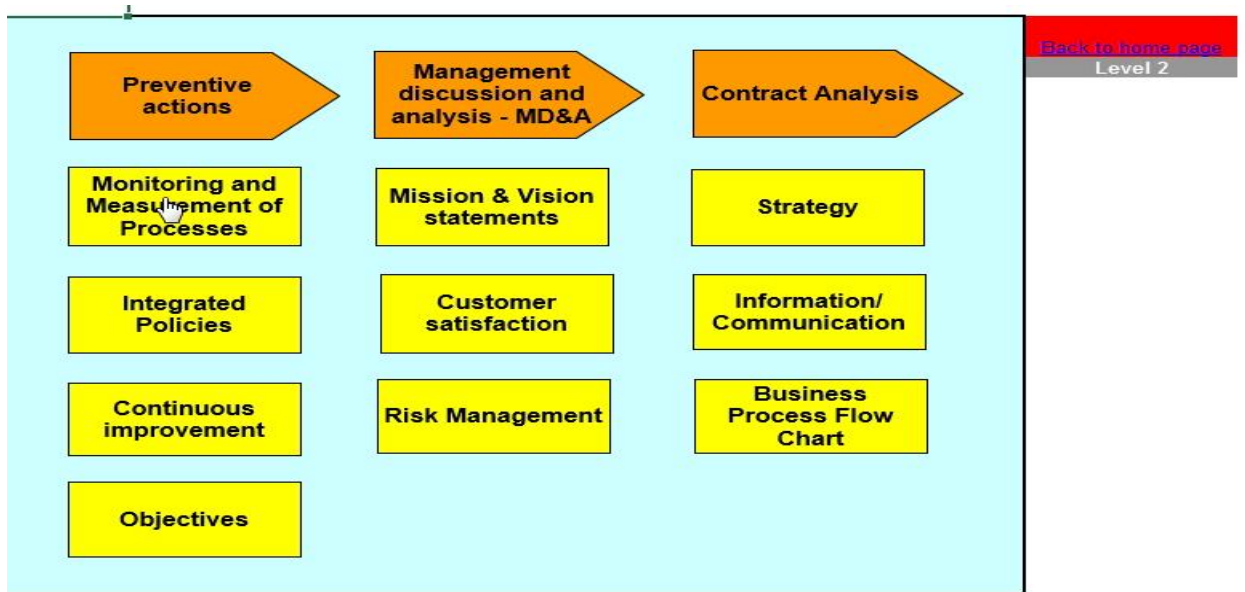 Preventive
actions
Management
discussion and
analysis - MD&A
Contract Analysis
Back to home page
Level 2
Monitoring and
Measurement of
Processes
Mission & Vision
statements
Strategy
Integrated
Policies
Customer
satisfaction
Information/
Communication
Continuous
improvement
Risk Management
Business
Process Flow
Chart
Objectives